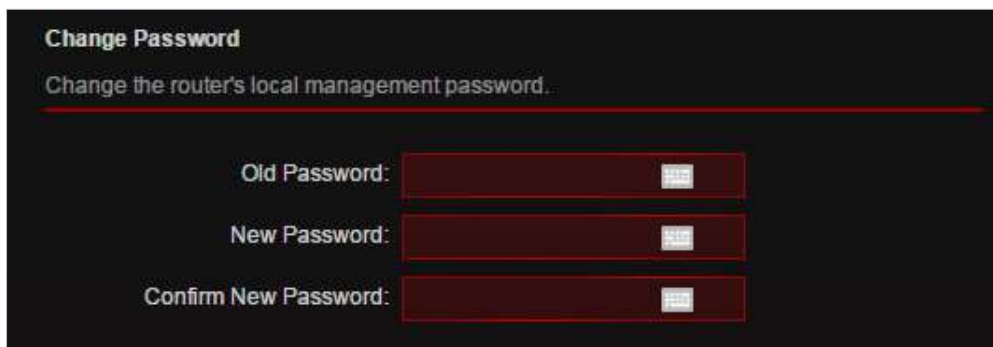 Change Password
Change the router's local management password.
Old Password:
New Password:
Confirm New Password: